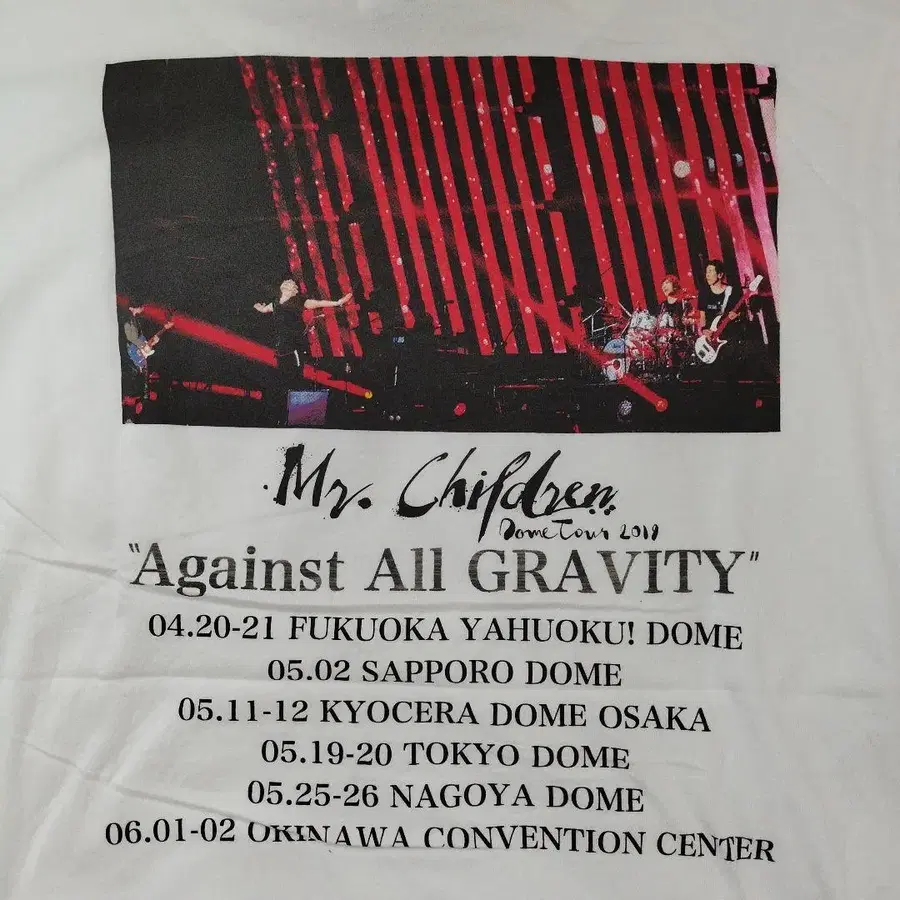 Mr. Children
Dome Tour 2019
"Against All GRAVITY"
04.20-21 FUKUOKA YAHUOKU! DOME
05.02 SAPPORO DOME
05.11-12 KYOCERA DOME OSAKA
05.19-20 TOKYO DOME
05.25-26 NAGOYA DOME
06.01-02 OKINAWA CONVENTION CENTER